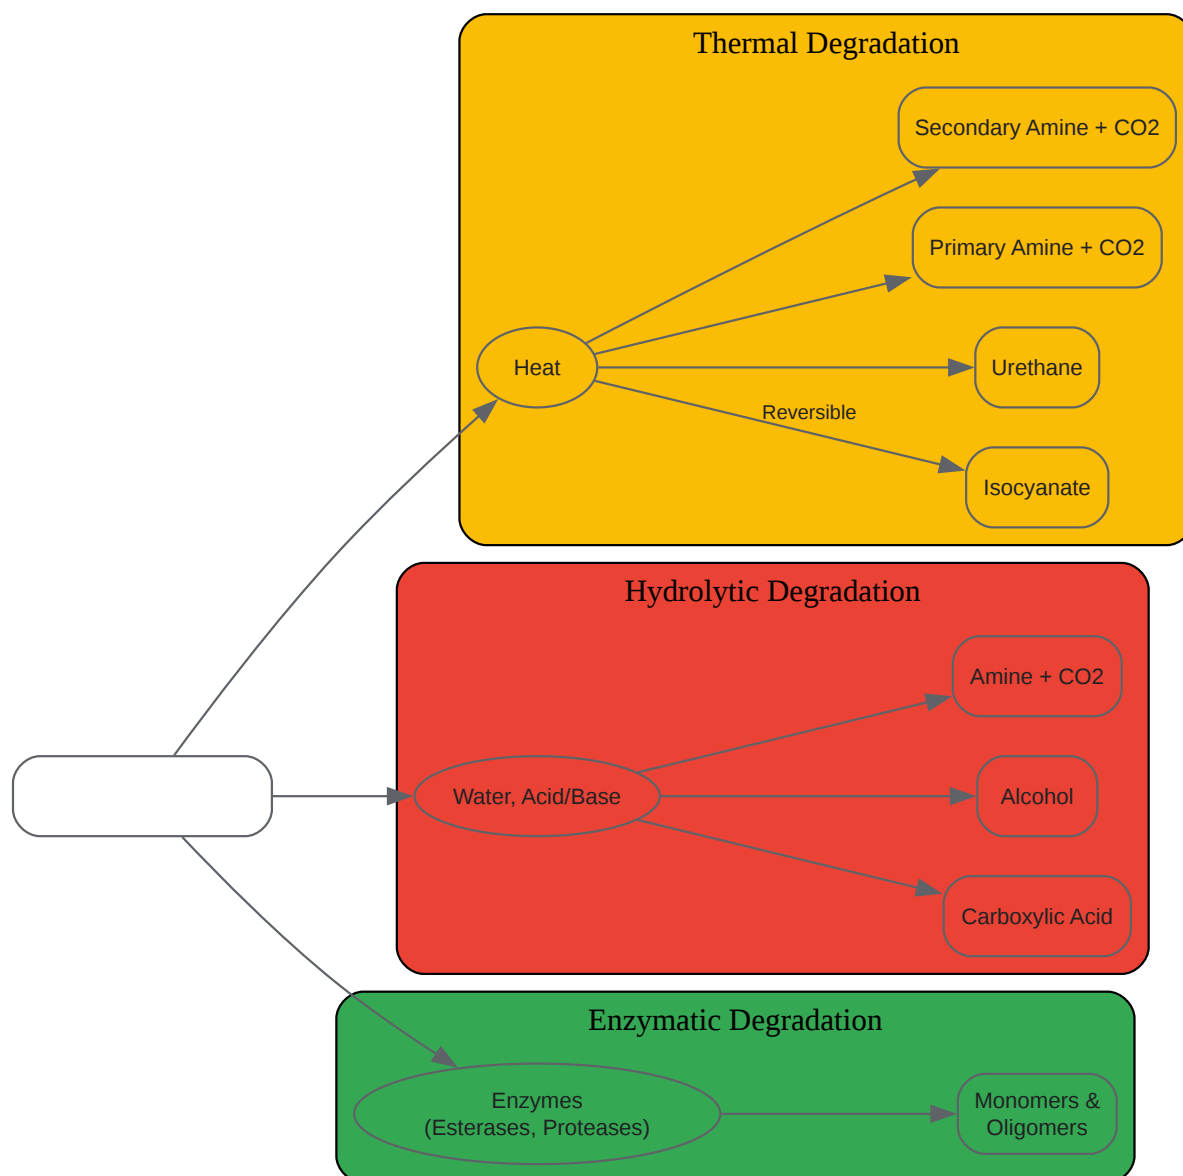 Thermal Degradation
Secondary Amine + CO2
Primary Amine + CO2
Heat
Urethane
Reversible
Isocyanate
Hydrolytic Degradation
Amine + CO2
Water, Acid/Base
Alcohol
Carboxylic Acid
Enzymatic Degradation
Enzymes
(Esterases, Proteases)
Monomers &
Oligomers